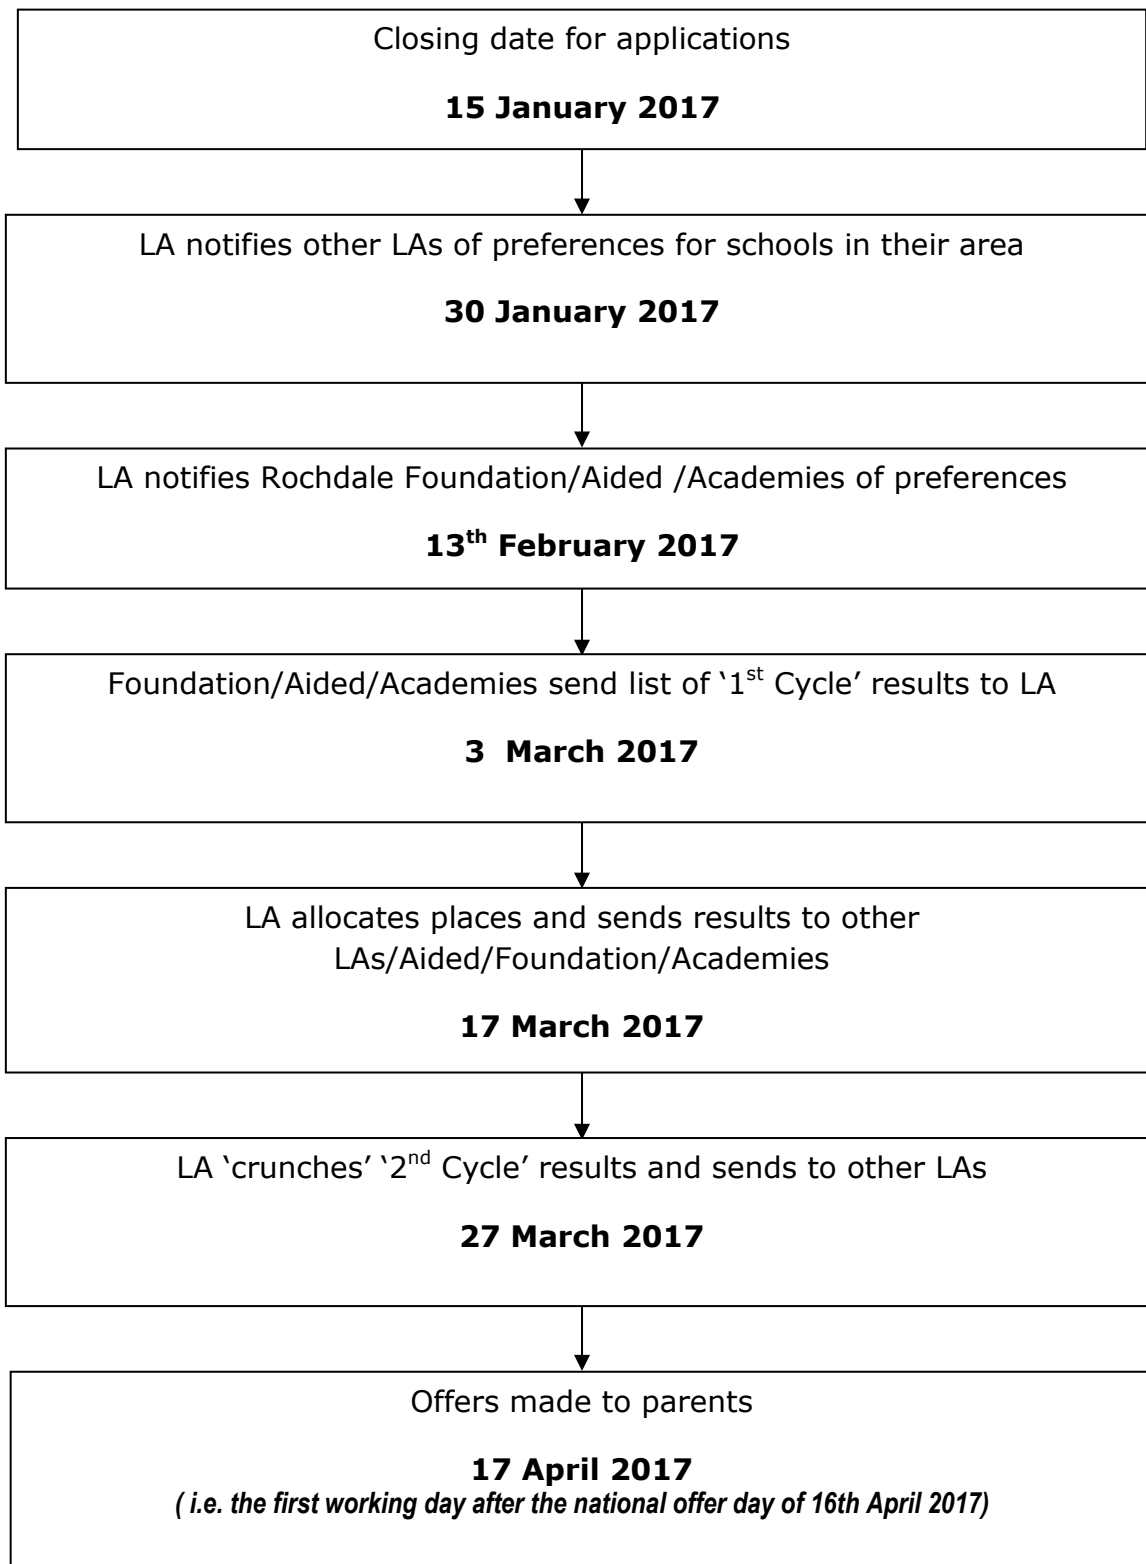 Closing date for applications
15 January 2017
LA notifies other LAs of preferences for schools in their area
30 January 2017
LA notifies Rochdale Foundation/Aided /Academies of preferences
13th February 2017
Foundation/Aided/Academies send list of ‘1st Cycle’ results to LA
3  March 2017
LA allocates places and sends results to other
LAs/Aided/Foundation/Academies
17 March 2017
LA ‘crunches’ ‘2nd Cycle’ results and sends to other LAs
27 March 2017
Offers made to parents
17 April 2017
( i.e. the first working day after the national offer day of 16th April 2017)